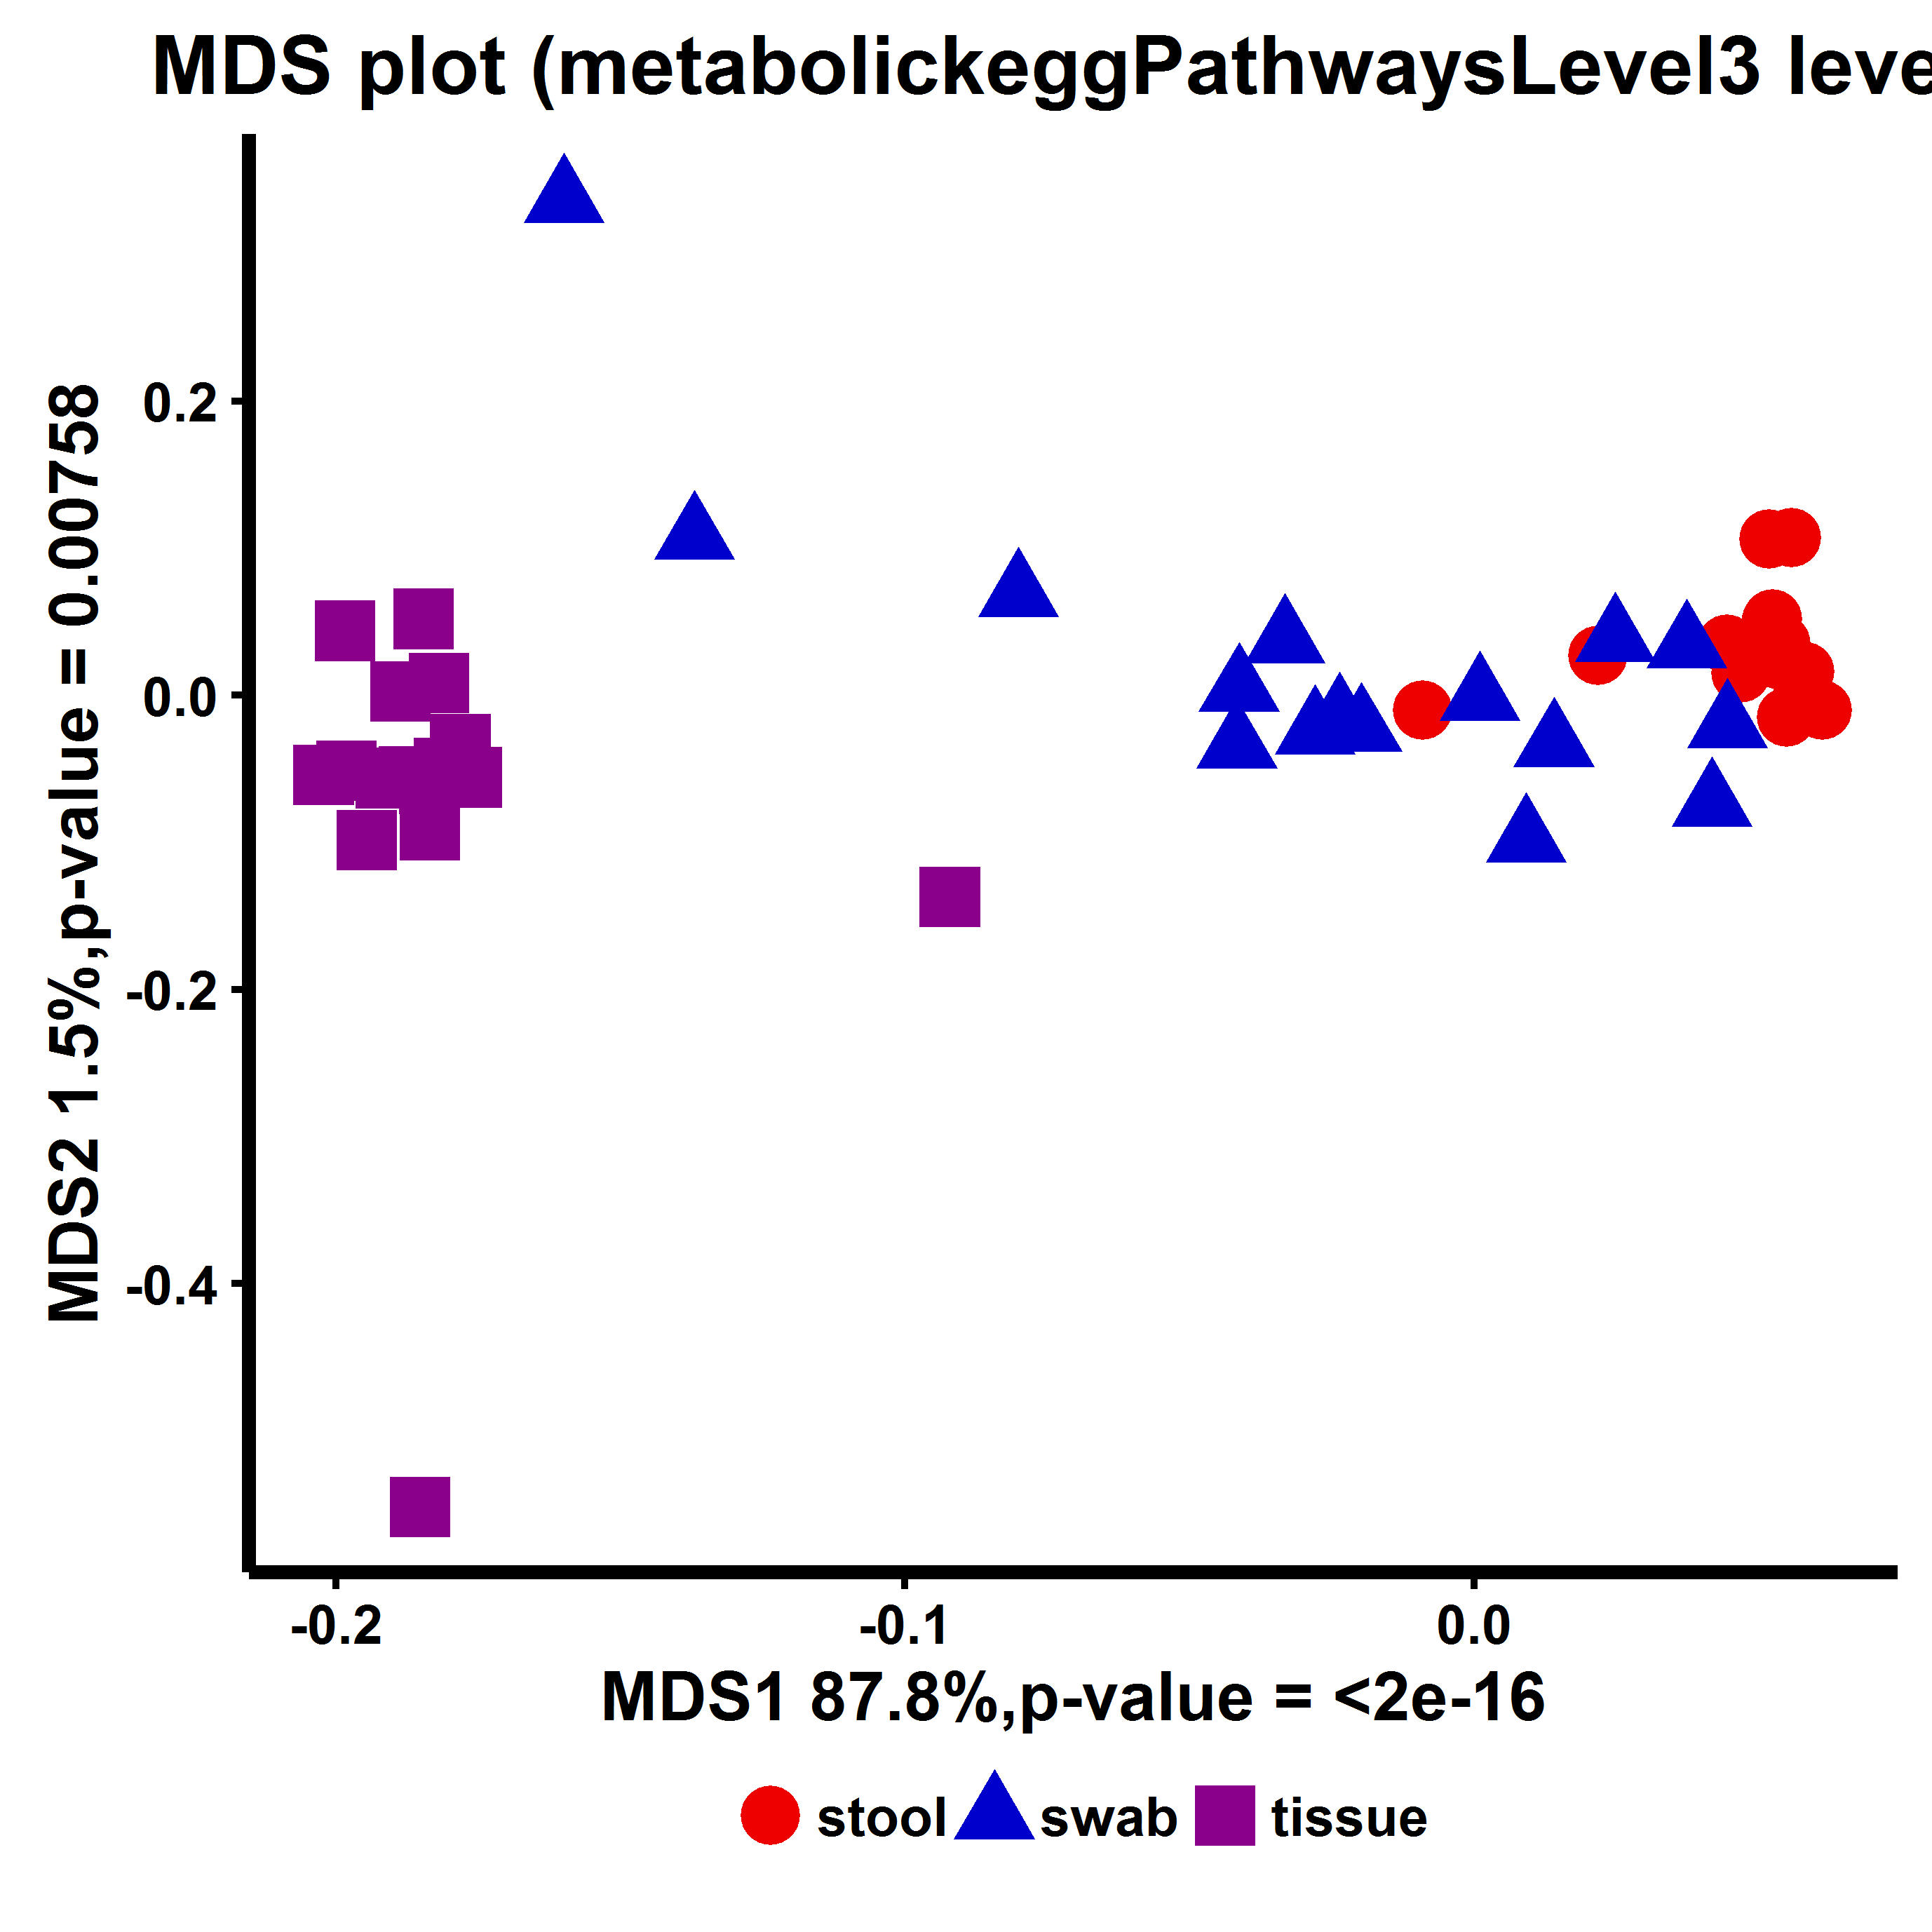 MDS plot (metabolickeggPathwaysLevel3 leve
MDS2 1.5%,p-value = 0.00758
0.2
0.0
-0.2
-0.4
-0.2
-0.1
0.0
MDS1 87.8%,p-value = <2e-16
stool
swab
tissue